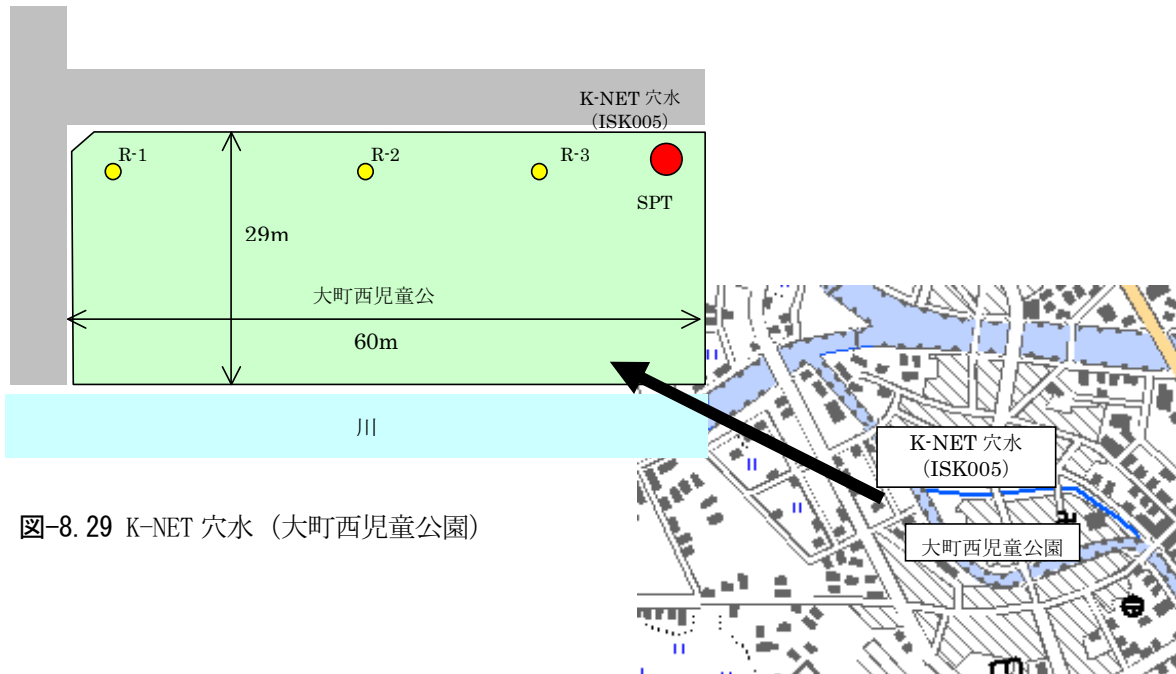 K-NET 穴水
(ISK005)
R-1
R-2
R-3
SPT
29m
大町西児童公
60m
川
K-NET 穴水
(ISK005)
大町西児童公園
図-8.29 K-NET 穴水（大町西児童公園）